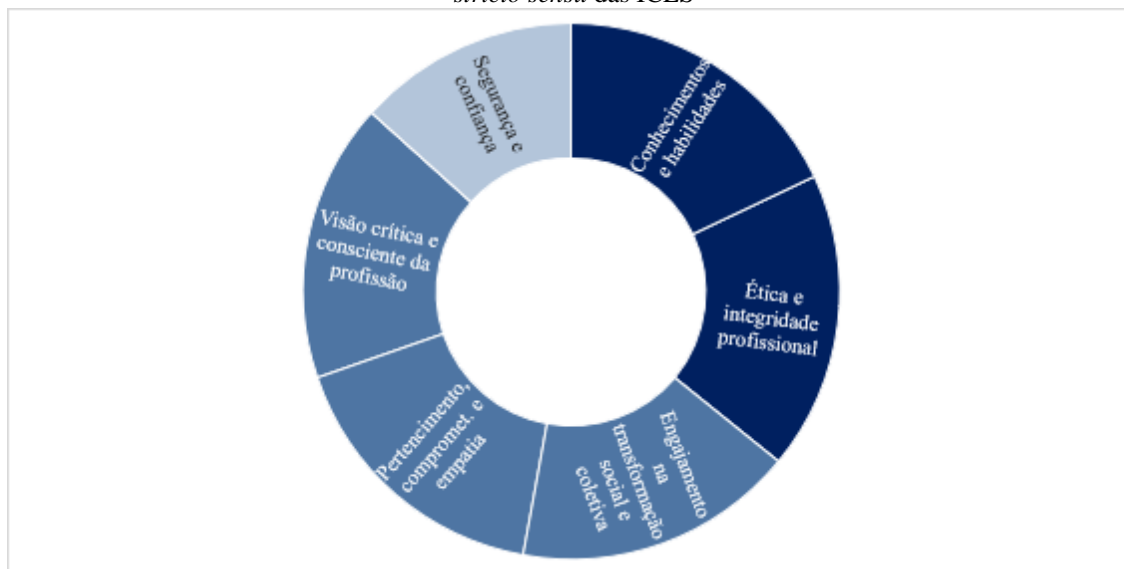 stricto sensu das ICES
Conhecimentos
e habilidades
Ética e
integridade
profissional
Engajamento
na
transformação
social e
coletiva
Pertencimento,
compromet. e
empatia
Visão crítica e
consciente da
profissão
Segurança e
confiança